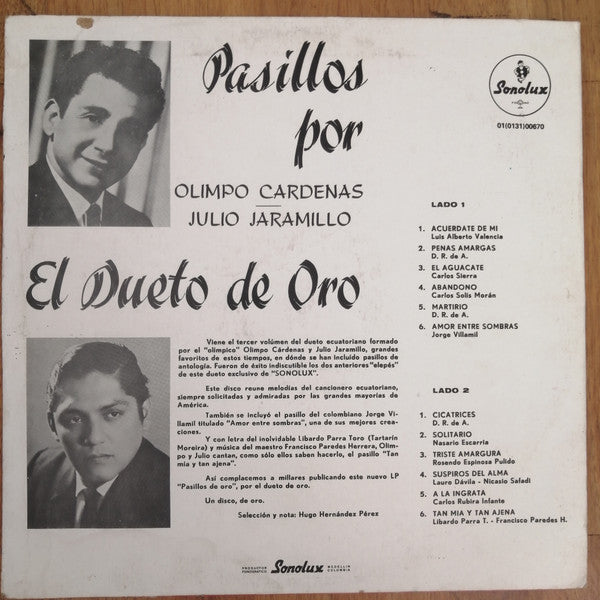 Pasillos
por
OLIMPO CARDENAS
JULIO JARAMILLO
El Dueto de Oro
Sonolux
01(0131)00670
Viene el tercer volúmen del dueto ecuatoriano formado
por el "olímpico" Olimpo Cárdenas y Julio Jaramillo, grandes
favoritos de estos tiempos, en dónde se han incluído pasillos de
antología. Fueron de éxito indiscutible los dos anteriores "elepés"
de este dueto exclusivo de "SONOLUX".
Este disco reune melodías del cancionero ecuatoriano,
siempre solicitadas y admiradas por las grandes mayorías de
América.
También se incluyó el pasillo del colombiano Jorge Vi-
llamil titulado "Amor entre sombras", una de sus mejores crea-
ciones.
Y con letra del inolvidable Libardo Parra Toro (Tartarín
Moreira) y música del maestro Francisco Paredes Herrera, Olim-
po y Julio cantan, como sólo ellos saben hacerlo, el pasillo "Tan
mía y tan ajena".
Así complacemos a millares publicando este nuevo LP
"Pasillos de oro", por el dueto de oro.
Un disco, de oro.
Selección y nota: Hugo Hernández Pérez
LADO 1
1. ACUERDATE DE MI
Luis Alberto Valencia
2. PENAS AMARGAS
D. R. de A.
3. EL AGUACATE
Carlos Sierra
4. ABANDONO
Carlos Solís Morán
5. MARTIRIO
D. R. de A.
6. AMOR ENTRE SOMBRAS
Jorge Villamil
LADO 2
1. CICATRICES
D. R. de A.
2. SOLITARIO
Nasario Escarria
3. TRISTE AMARGURA
Rosendo Espinosa Pulido
4. SUSPIROS DEL ALMA
Lauro Dávila - Nicasio Safadi
5. A LA INGRATA
Carlos Rubira Infante
6. TAN MIA Y TAN AJENA
Libardo Parra T. - Francisco Paredes H.
PRODUCTOR
FONOGRAFICO
Sonolux
MEDELLIN
COLOMBIA